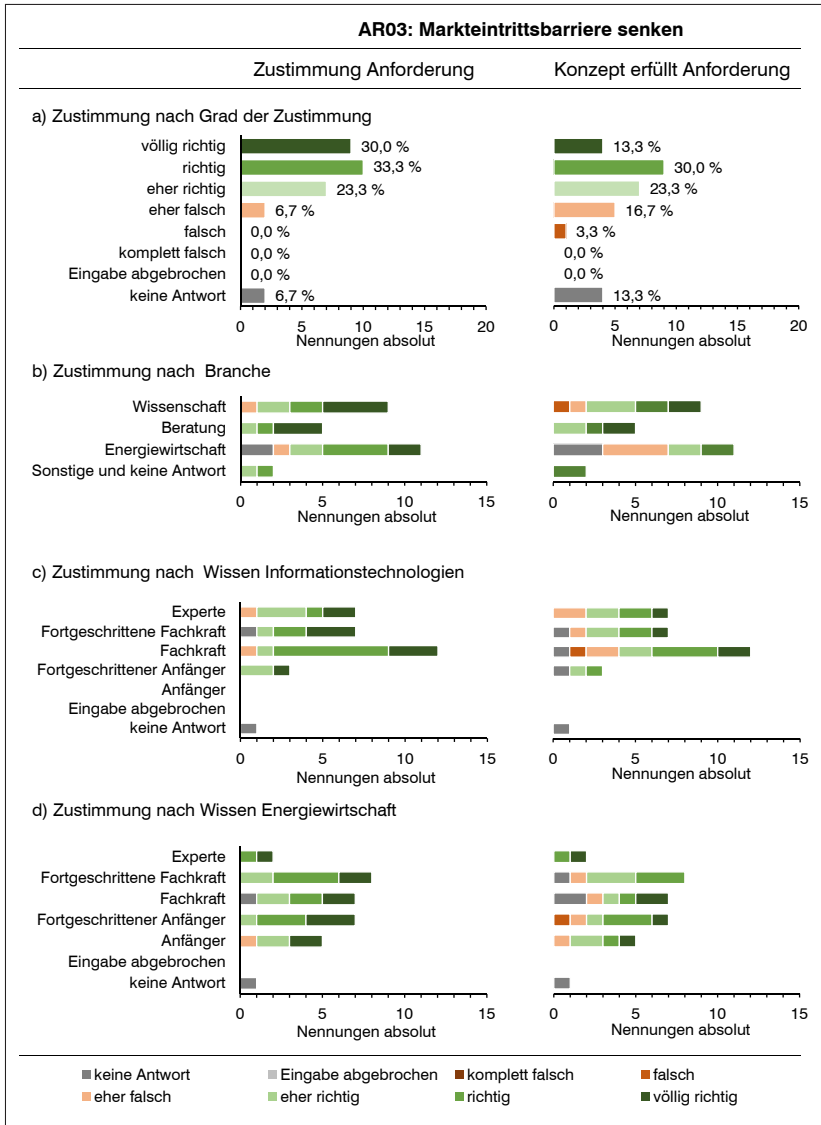 AR03: Markteintrittsbarriere senken
Zustimmung Anforderung
Konzept erfüllt Anforderung
a) Zustimmung nach Grad der Zustimmung
völlig richtig 30,0 % 13,3 %
richtig 33,3 % 30,0 %
eher richtig 23,3 % 23,3 %
eher falsch 6,7 % 16,7 %
falsch 0,0 % 3,3 %
komplett falsch 0,0 % 0,0 %
Eingabe abgebrochen 0,0 % 0,0 %
keine Antwort 6,7 % 13,3 %
0 5 10 15 20 0 5 10 15 20
Nennungen absolut Nennungen absolut
b) Zustimmung nach Branche
Wissenschaft
Beratung
Energiewirtschaft
Sonstige und keine Antwort
0 5 10 15 0 5 10 15
Nennungen absolut Nennungen absolut
c) Zustimmung nach Wissen Informationstechnologien
Experte
Fortgeschrittene Fachkraft
Fachkraft
Fortgeschrittener Anfänger
Anfänger
Eingabe abgebrochen
keine Antwort
0 5 10 15 0 5 10 15
Nennungen absolut Nennungen absolut
d) Zustimmung nach Wissen Energiewirtschaft
Experte
Fortgeschrittene Fachkraft
Fachkraft
Fortgeschrittener Anfänger
Anfänger
Eingabe abgebrochen
keine Antwort
0 5 10 15 0 5 10 15
Nennungen absolut Nennungen absolut
keine Antwort Eingabe abgebrochen komplett falsch falsch
eher falsch eher richtig richtig völlig richtig